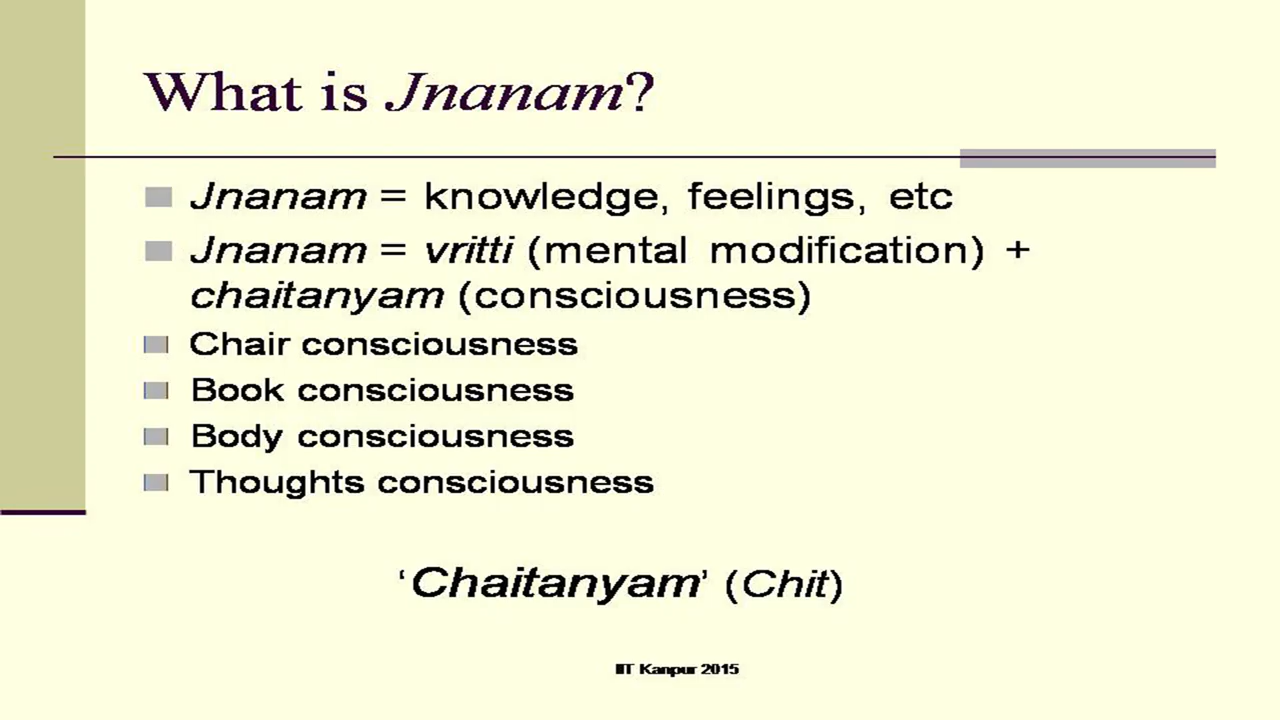 What is Jnanam?
Jnanam = knowledge, feelings, etc
Jnanam = vritti (mental modification) +
chaitanyam (consciousness)
Chair consciousness
Book consciousness
Body consciousness
Thoughts consciousness
‘Chaitanyam’ (Chit)
IIT Kanpur 2015